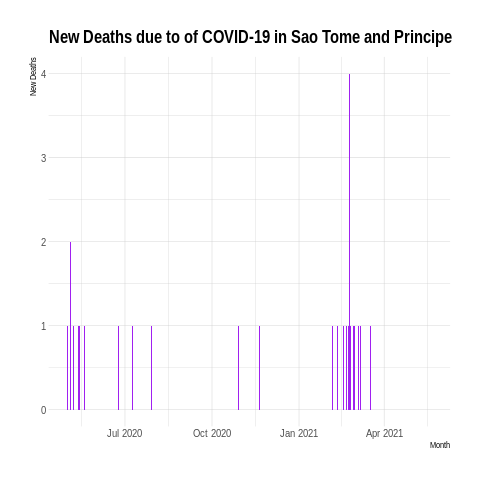 New Deaths due to of COVID-19 in Sao Tome and Principe
New Deaths
4
3
2
1
0
Jul 2020 Oct 2020 Jan 2021 Apr 2021
Month